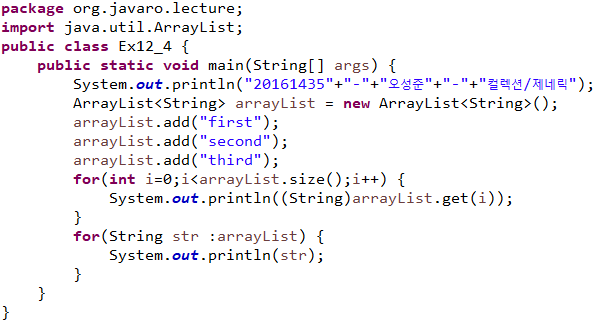 package org.javaro.lecture;
import java.util.ArrayList;
public class Ex12_4 {
    public static void main(String[] args) {
        System.out.println("20161435"+"-"+"오성준"+"-"+"컬렉션/제네릭");
        ArrayList<String> arrayList = new ArrayList<String>();
        arrayList.add("first");
        arrayList.add("second");
        arrayList.add("third");
        for(int i=0;i<arrayList.size();i++) {
            System.out.println((String)arrayList.get(i));
        }
        for(String str :arrayList) {
            System.out.println(str);
        }
    }
}